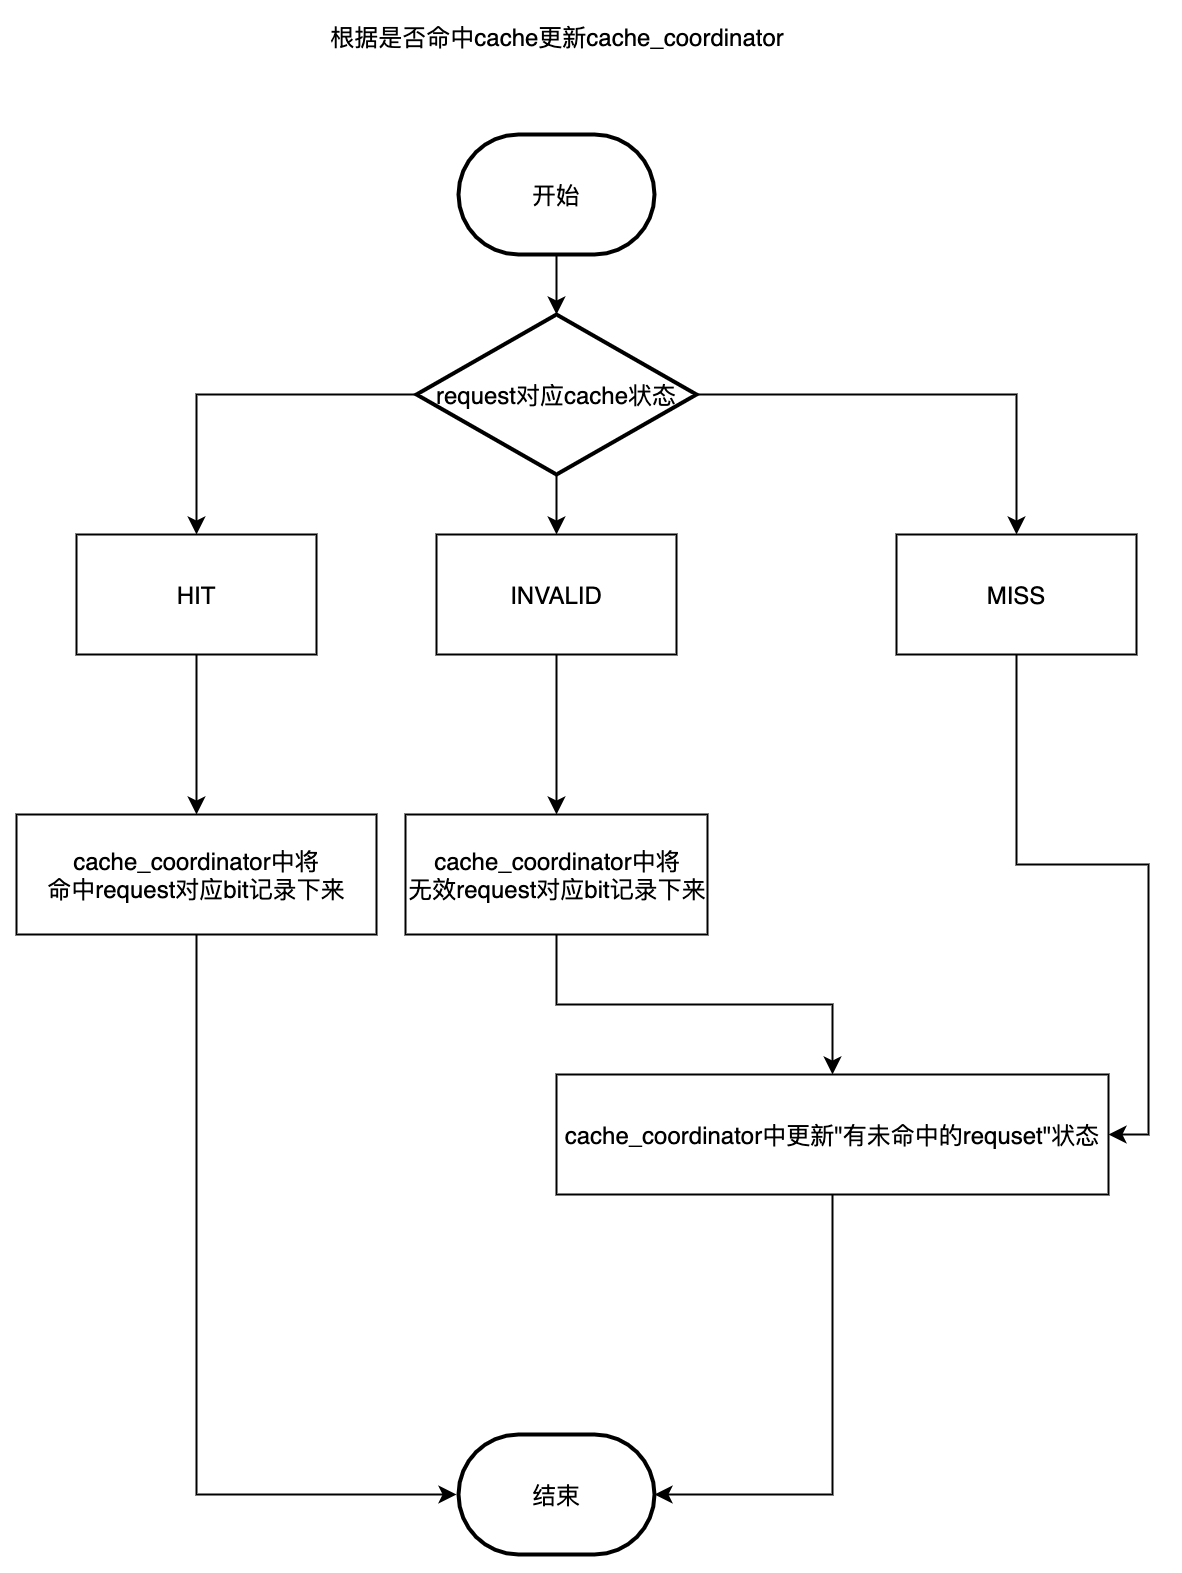 根据是否命中cache更新cache_coordinator
开始
request对应cache状态
HIT
INVALID
MISS
cache_coordinator中将
命中request对应bit记录下来
cache_coordinator中将
无效request对应bit记录下来
cache_coordinator中更新"有未命中的requset"状态
结束